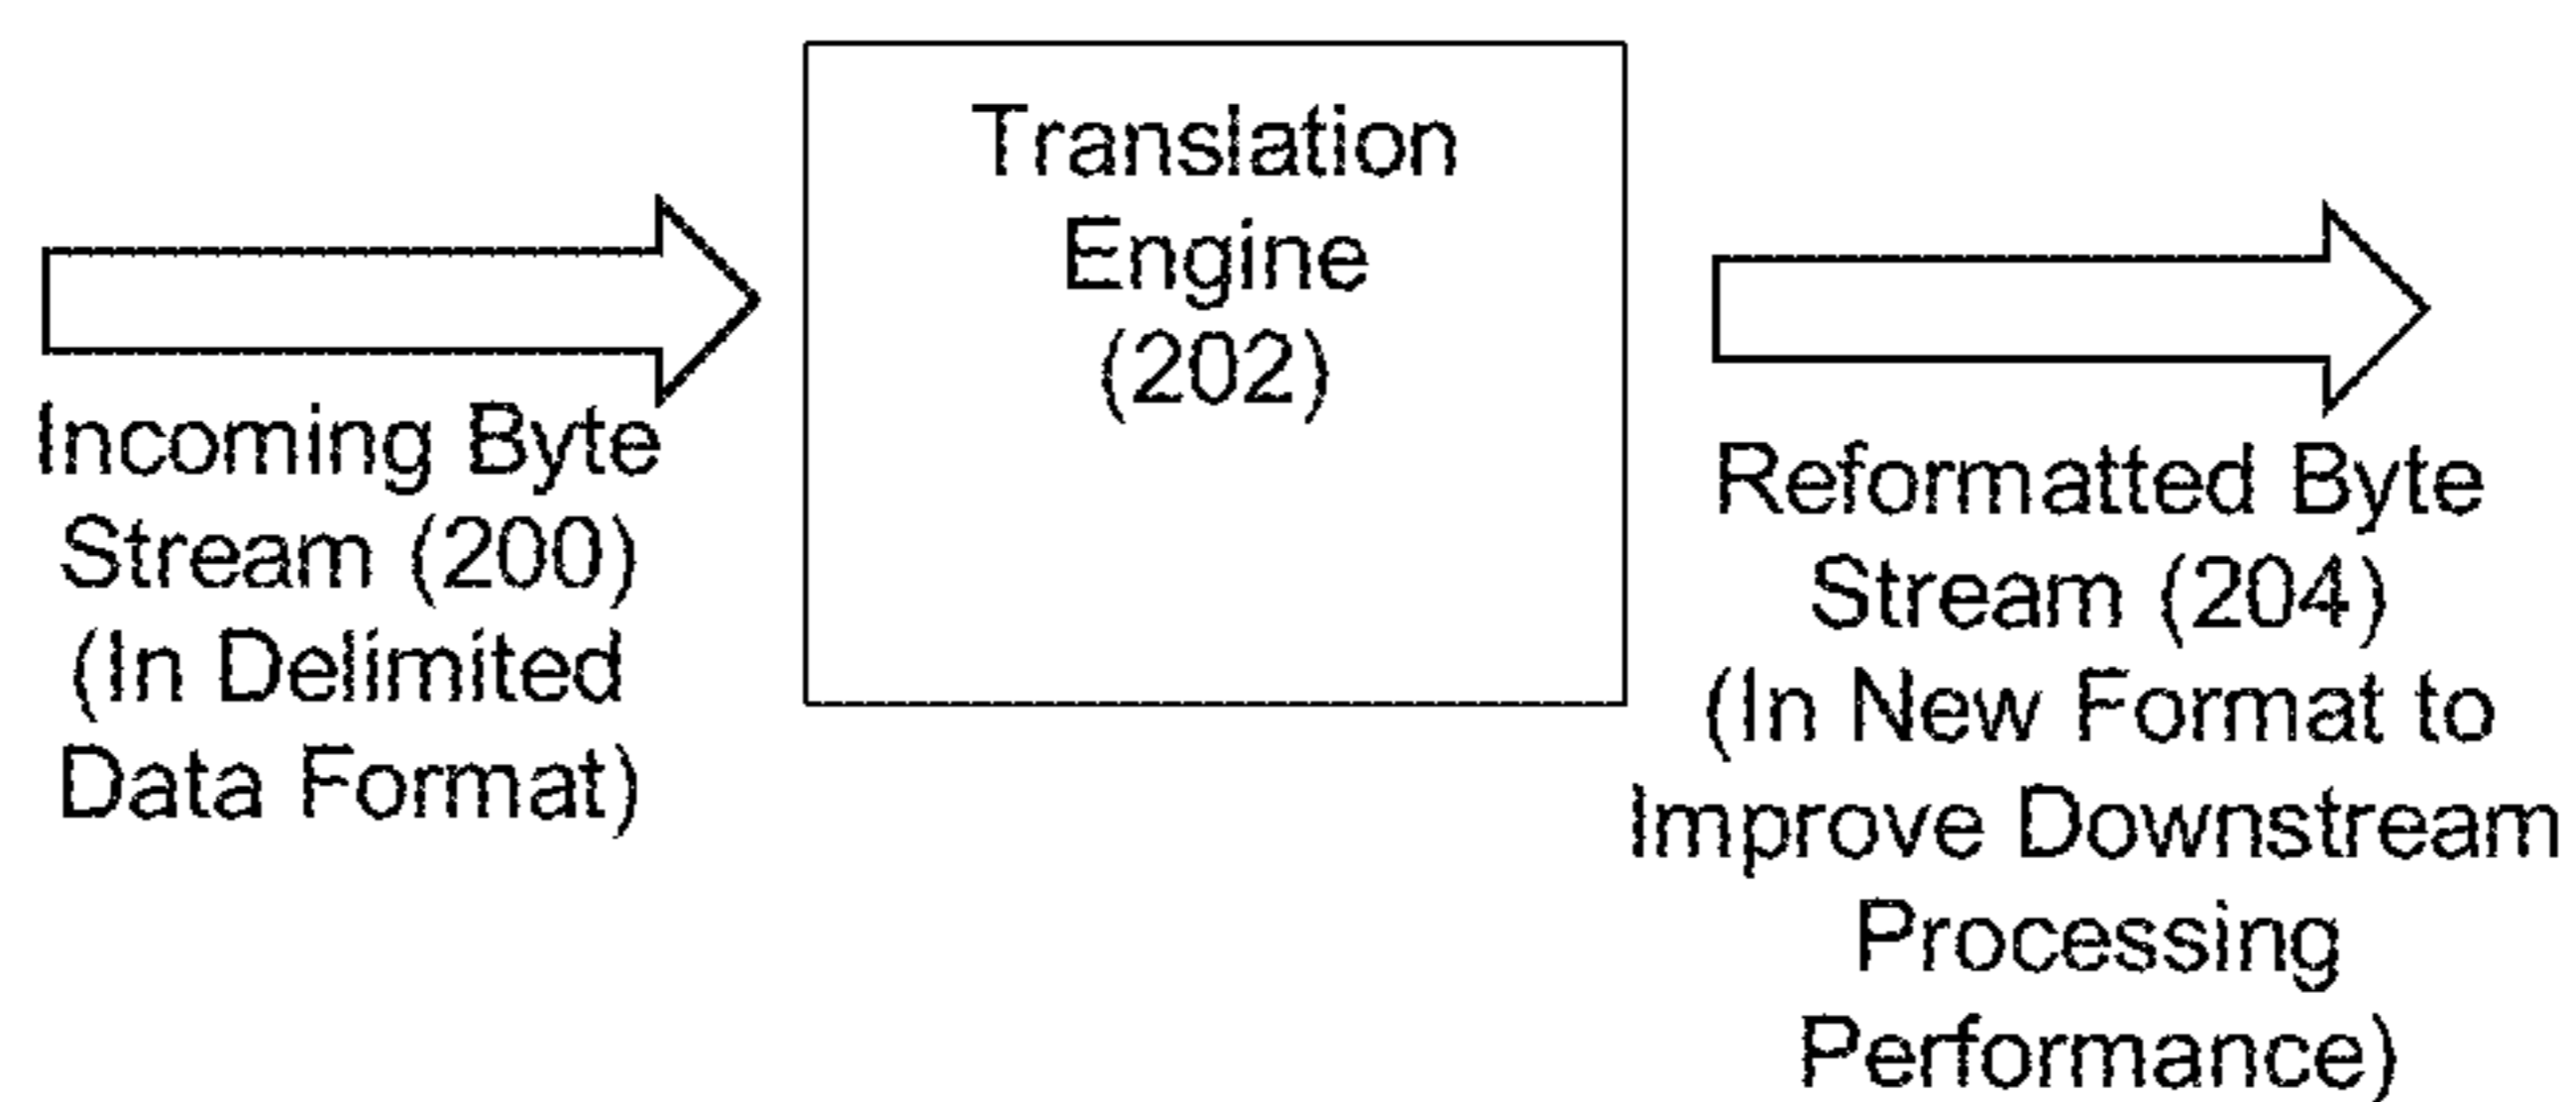 Translation
Engine
(202)
Incoming Byte
Stream (200)
(In Delimited
Data Format)
Reformatted Byte
Stream (204)
(In New Format to
Improve Downstream
Processing
Performance)